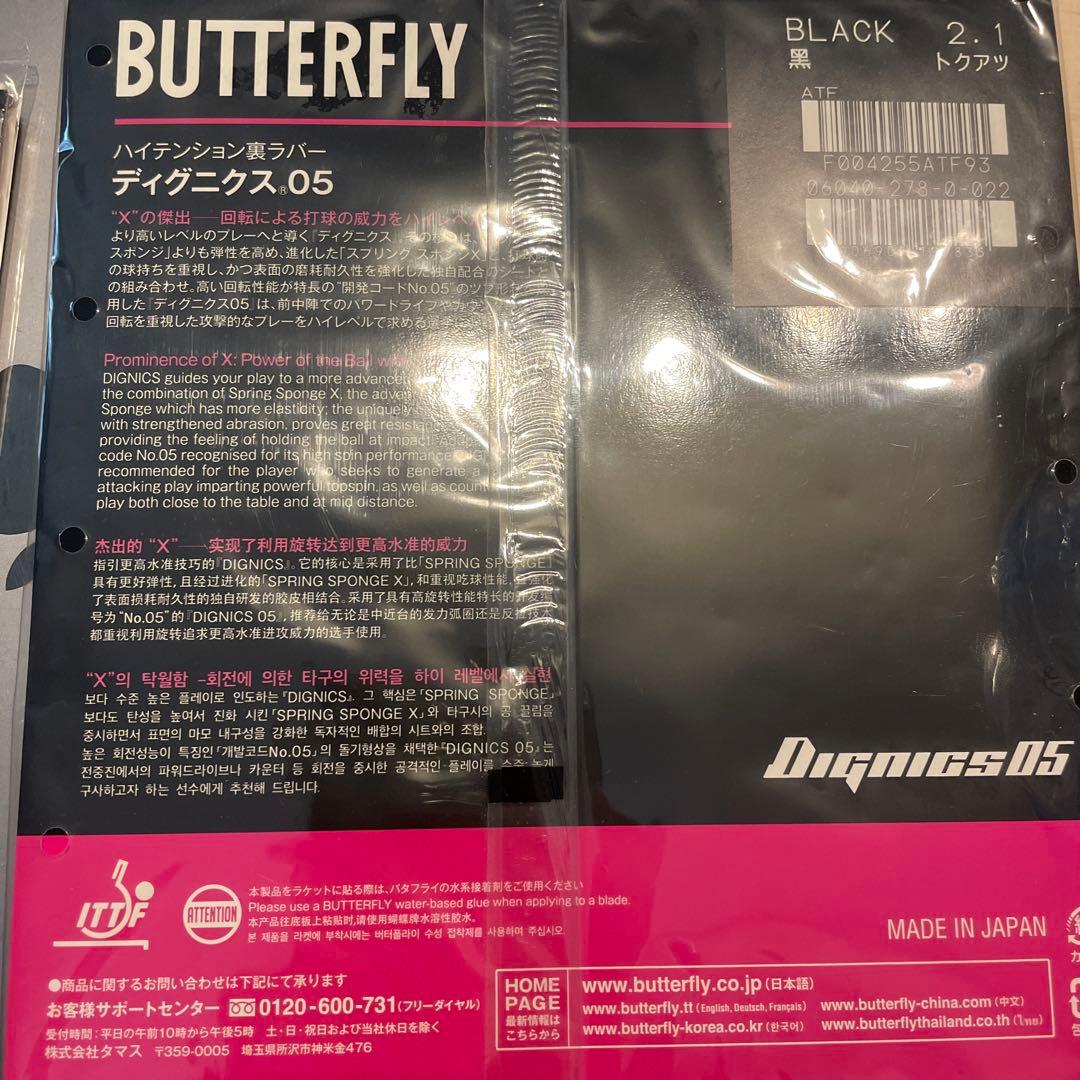 BUTTERFLY
BLACK 2.1
黒 トクアツ
ATF
F004255ATF93
06040-278-0-022
ハイテンション裏ラバー
ディグニクス®05
“X”の傑出――回転による打球の威力をハイレベル
より高いレベルのプレーへと導く『ディグニクス』。その核
スポンジ」よりも弾性を高め、進化した「スプリング スポンジX」と、打球
の球持ちを重視し、かつ表面の磨耗耐久性を強化した独自配合のシートと
の組み合わせ。高い回転性能が特長の“開発コードNo.05”のツブ形状
用した『ディグニクス05』は、前中陣でのパワードライブやカウ
回転を重視した攻撃的なプレーをハイレベルで求める選手に
Prominence of X: Power of the Ball
DIGNICS guides your play to a more advanced
the combination of Spring Sponge X, the
Sponge which has more elasticity; the uniquely
with strengthened abrasion, proves great
providing the feeling of holding the ball at impact.
code No.05 recognised for its high spin performance
recommended for the player who seeks to generate a
attacking play imparting powerful topspin, as well as
play both close to the table and at mid distance.
杰出的 “X”――实现了利用旋转达到更高水准的威力
指引更高水准技巧的『DIGNICS』。它的核心是采用了比「SPRING SPONGE」
具有更好弹性,且经过进化的「SPRING SPONGE X」,和重视吃球性能,且强化
了表面损耗耐久性的独自研发的胶皮相结合。采用了具有高旋转性能特长的开发编
号为“No.05”的『DIGNICS 05』,推荐给无论是中近台的发力弧圈还是反拉技术
都重视利用旋转追求更高水准进攻威力的选手使用。
“X”의 탁월함 -회전에 의한 타구의 위력을 하이 레벨에서 실현
보다 수준 높은 플레이로 인도하는『DIGNICS』. 그 핵심은「SPRING SPONGE」
보다도 탄성을 높여서 진화 시킨「SPRING SPONGE X」와 타구시의 공 끌림을
중시하면서 표면의 마모 내구성을 강화한 독자적인 배합의 시트와의 조합.
높은 회전성능이 특징인「개발코드No.05」의 돌기형상을 채택한『DIGNICS 05』는
전중진에서의 파워드라이브나 카운터 등 회전을 중시한 공격적인 플레이를 수준 높게
구사하고자 하는 선수에게 추천해 드립니다.
DIGNICS 05
ITTF
ATTENTION
本製品をラケットに貼る際は、バタフライの水系接着剤をご使用ください
Please use a BUTTERFLY water-based glue when applying to a blade.
本产品往底板上粘贴时,请使用蝴蝶牌水溶性胶水。
본 제품을 라켓에 부착시에는 버터플라이 수성 접착제를 사용하여 주십시오.
MADE IN JAPAN
●商品に関するお問い合わせは下記にて承ります
お客様サポートセンター 0120-600-731(フリーダイヤル)
受付時間:平日の午前10時から午後5時 土・日・祝日および当社休日を除く
株式会社タマス 〒359-0005 埼玉県所沢市神米金476
HOME
PAGE
最新情報は
こちらから
www.butterfly.co.jp(日本語)
www.butterfly.tt(English, Deutsch, Français) www.butterfly-china.com(中文)
www.butterfly-korea.co.kr(한국어) www.butterflythailand.co.th(ไทย)